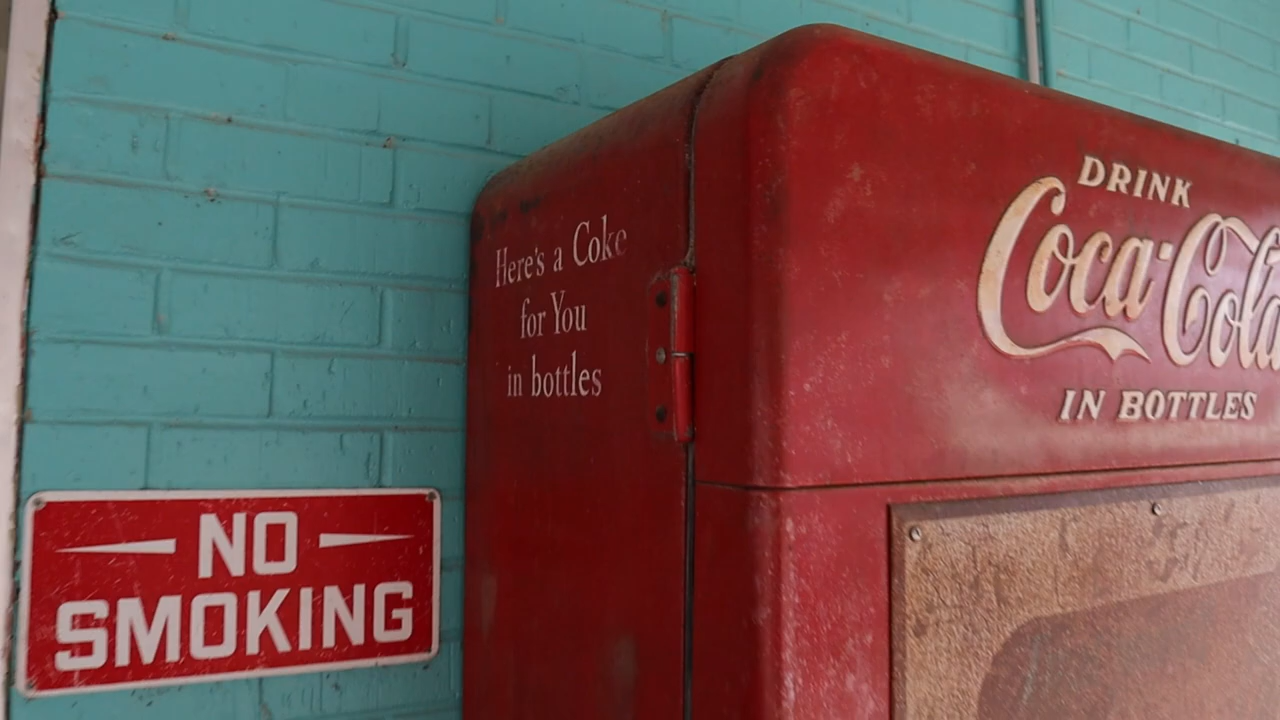 Here's a Coke
for You
in bottles
DRINK
Coca-Cola
IN BOTTLES
NO
SMOKING